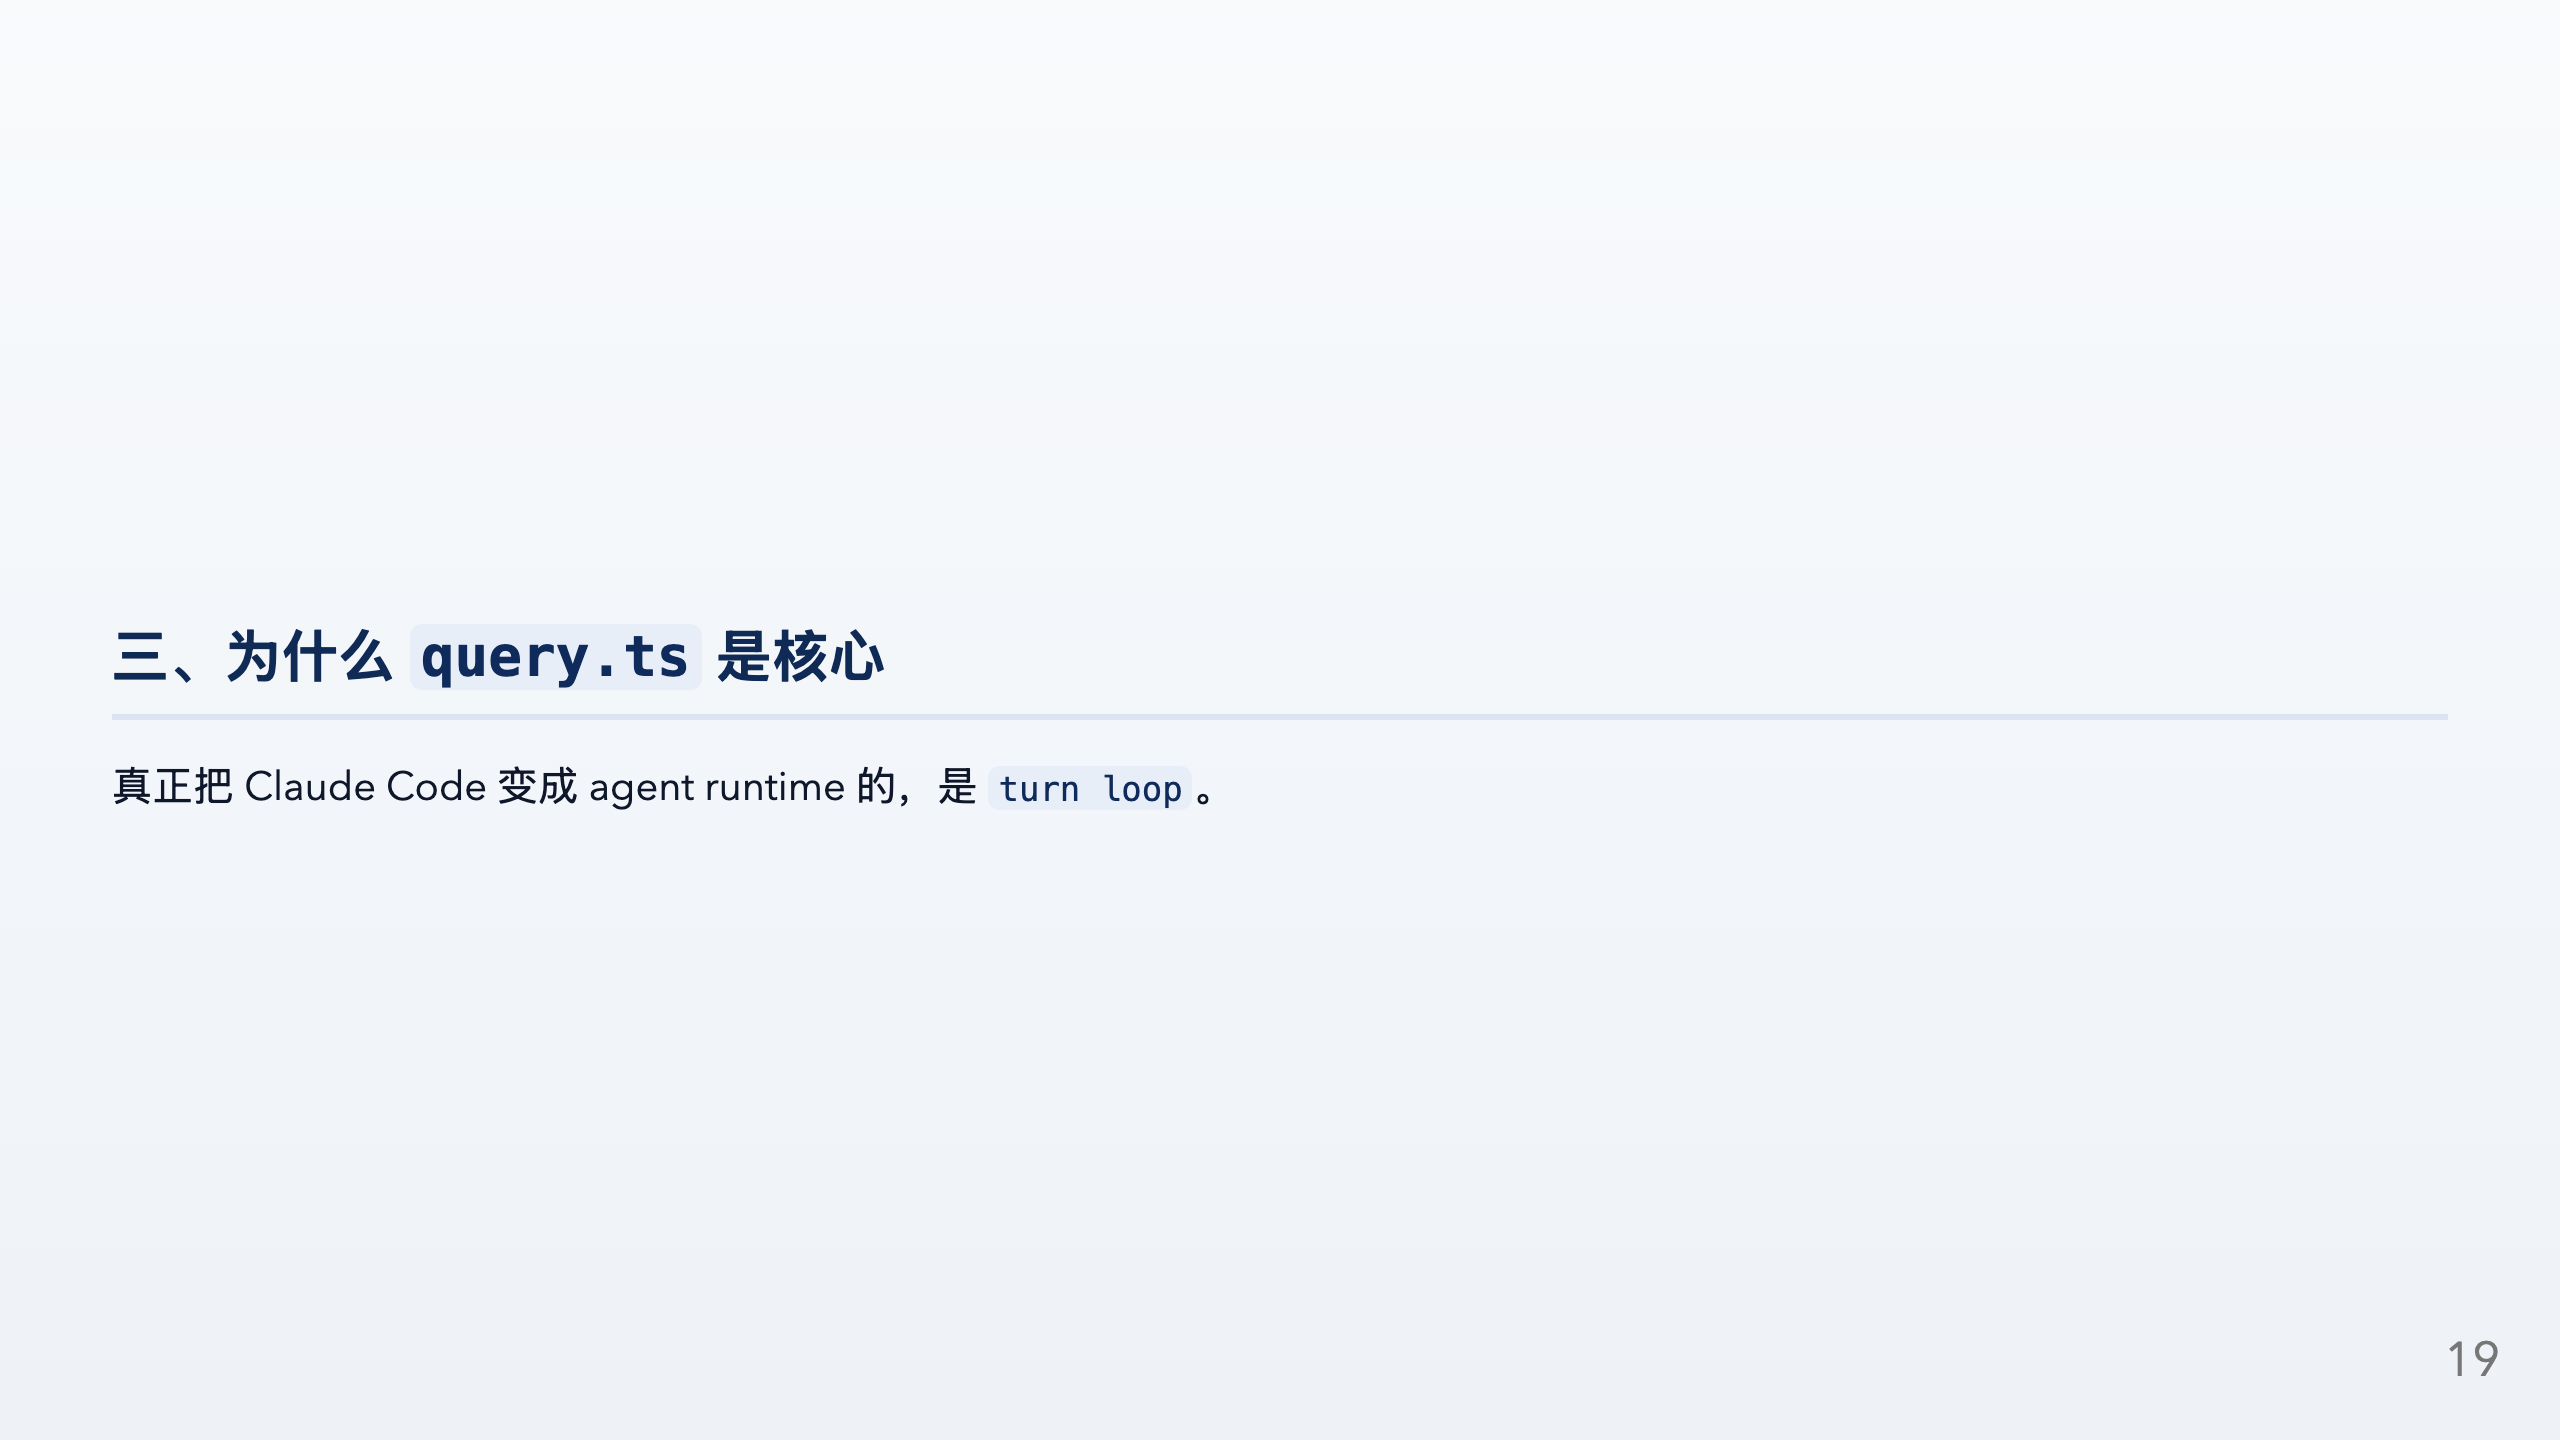 三、为什么 query.ts 是核心
真正把 Claude Code 变成 agent runtime 的，是 turn loop。
19